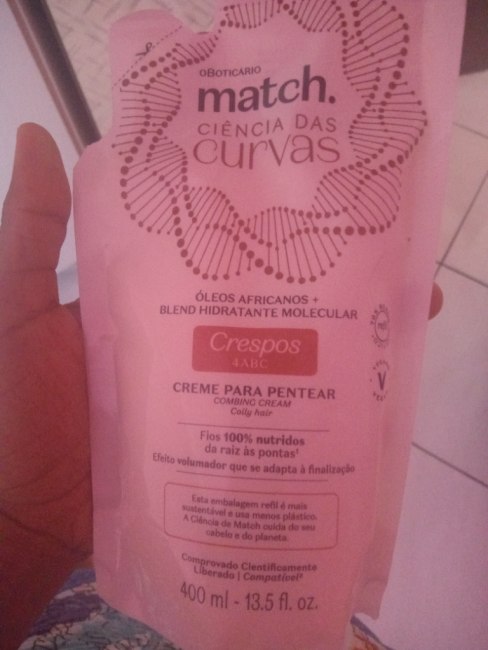 oBOTICÁRIO
match.
CIÊNCIA DAS
curvas
ÓLEOS AFRICANOS +
BLEND HIDRATANTE MOLECULAR
Crespos
4ABC
CREME PARA PENTEAR
COMBING CREAM
Coily hair
Fios 100% nutridos
da raiz às pontas¹
Efeito volumador que se adapta à finalização
Esta embalagem refil é mais
sustentável e usa menos plástico.
A Ciência de Match cuida do seu
cabelo e do planeta.
Comprovado Cientificamente
Liberado | Compatível²
400 ml - 13.5 fl. oz.